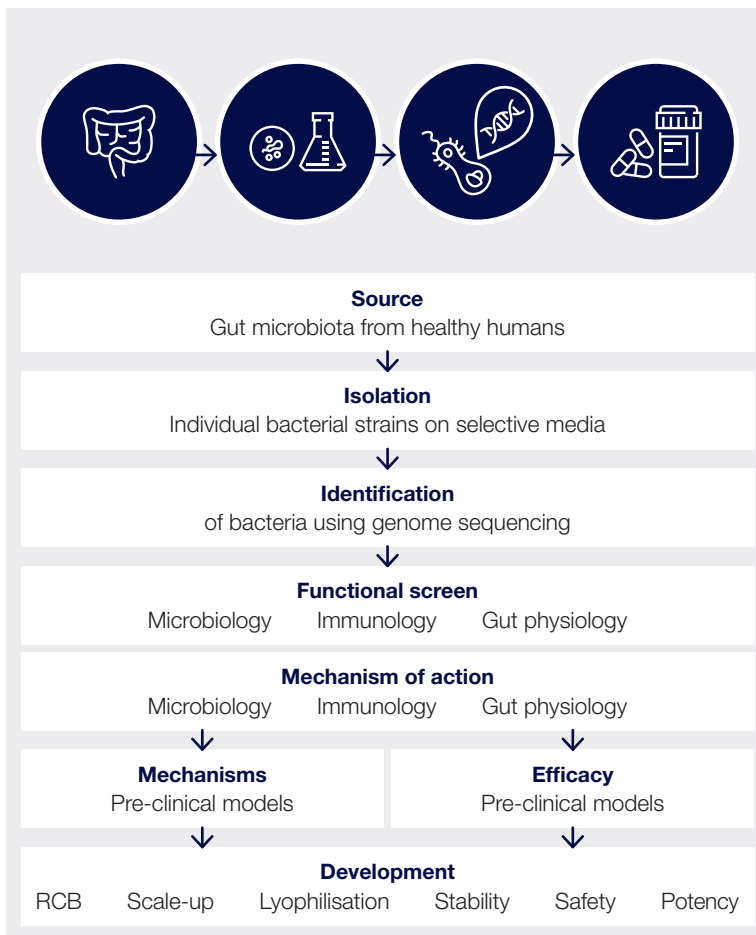 Source
Gut microbiota from healthy humans
Isolation
Individual bacterial strains on selective media
Identification
of bacteria using genome sequencing
Functional screen
Microbiology Immunology Gut physiology
Mechanism of action
Microbiology Immunology Gut physiology
Mechanisms Efficacy
Pre-clinical models Pre-clinical models
Development
RCB Scale-up Lyophilisation Stability Safety Potency